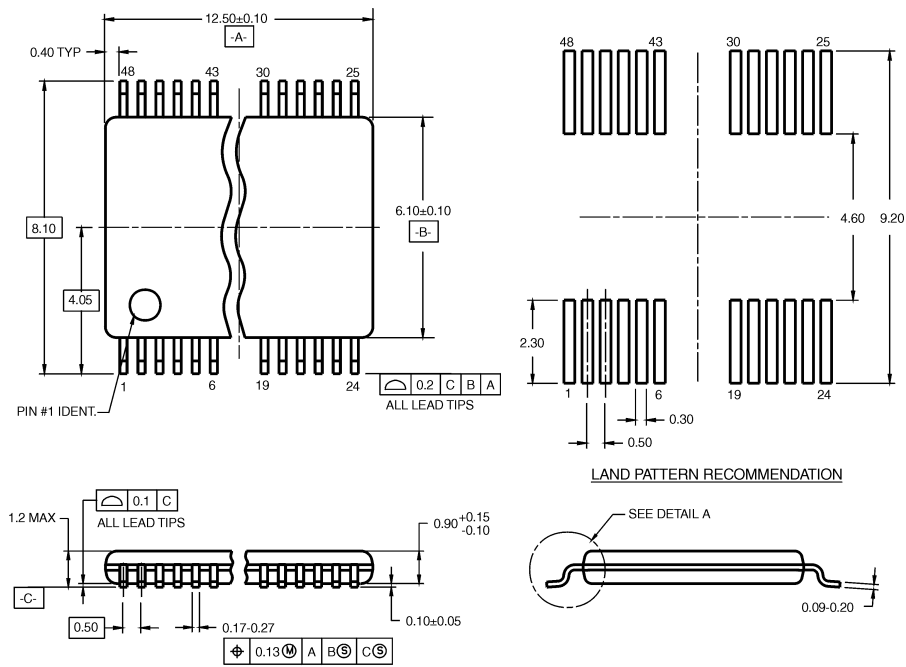 12.50±0.10
-A-
0.40 TYP
48 43 30 25
8.10
6.10±0.10
-B-
4.05
1 6 19 24
0.2 C B A
ALL LEAD TIPS
PIN #1 IDENT.
48 43 30 25
4.60
9.20
2.30
1 6 19 24
0.30
0.50
LAND PATTERN RECOMMENDATION
0.1 C
ALL LEAD TIPS
1.2 MAX
0.90 +0.15
-0.10
-C-
0.50
0.17-0.27
0.10±0.05
0.13 Ⓜ A BⓈ CⓈ
SEE DETAIL A
0.09-0.20